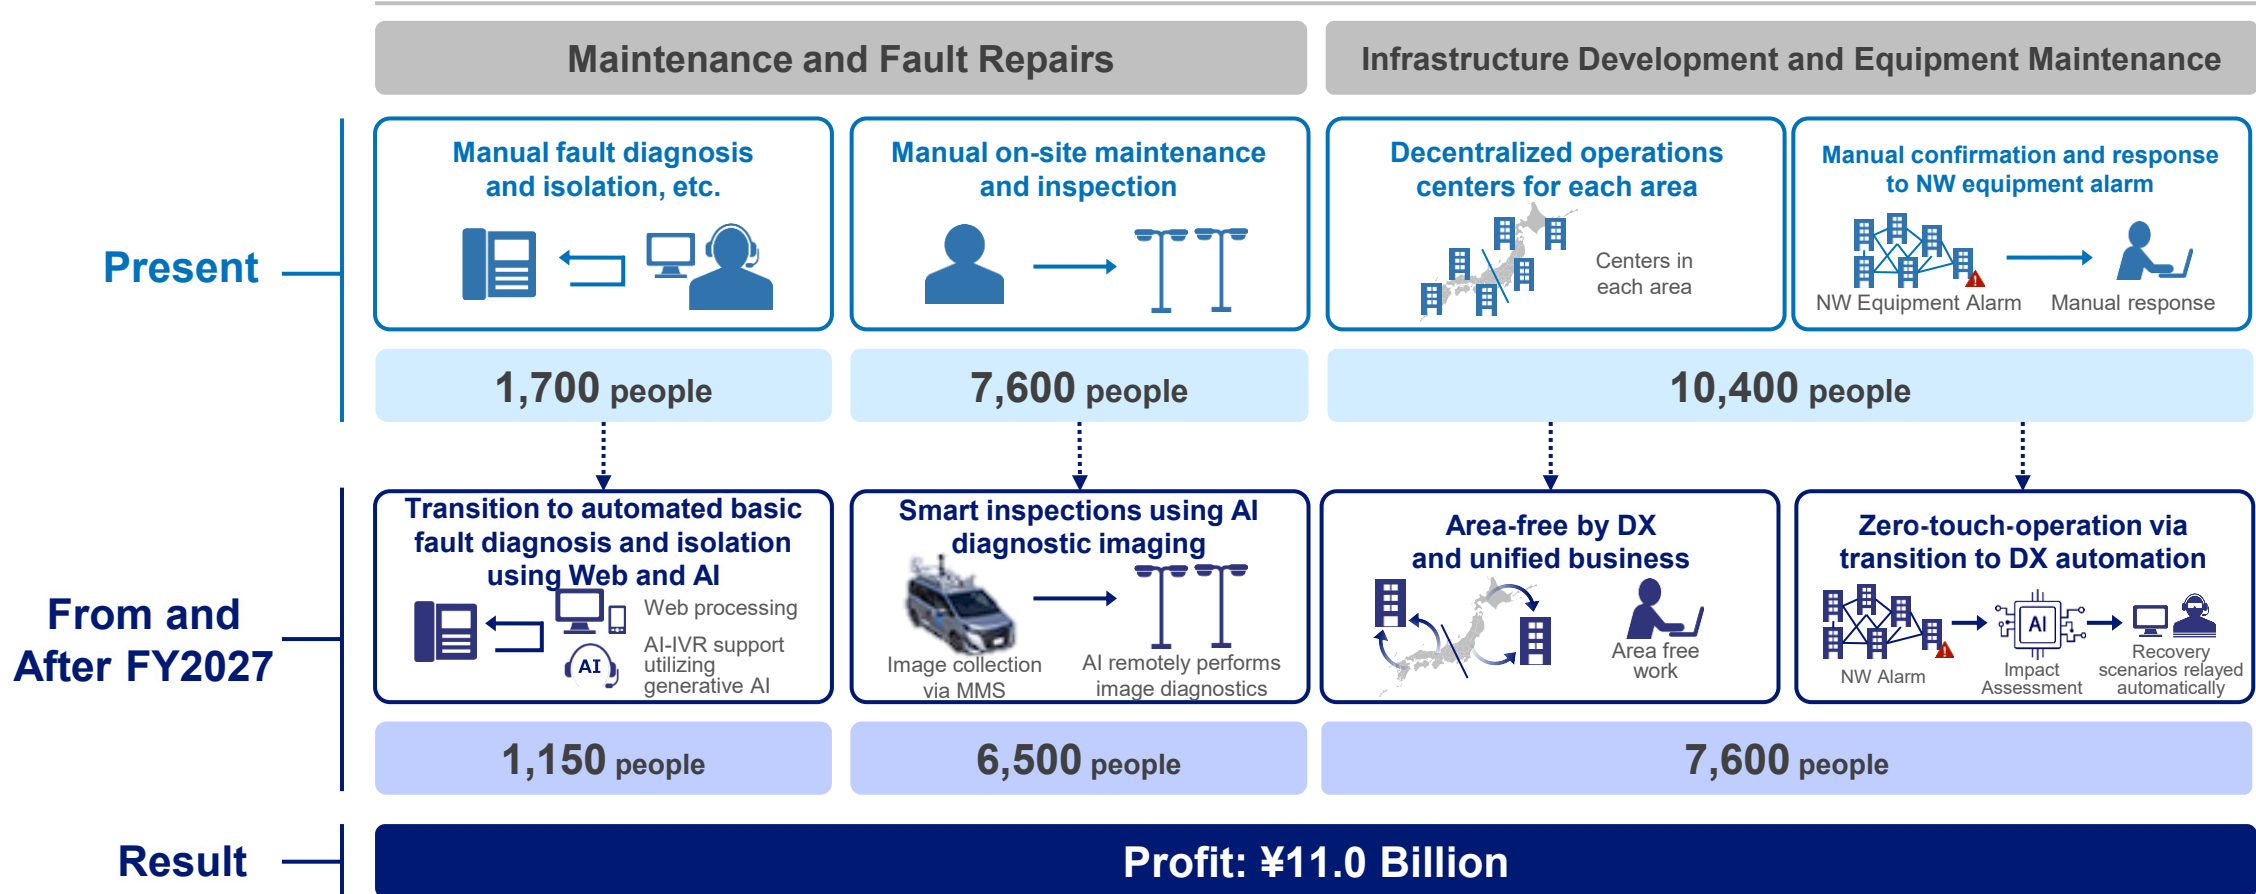 Maintenance and Fault Repairs
Infrastructure Development and Equipment Maintenance
Present
Manual fault diagnosis
and isolation, etc.
Manual on-site maintenance
and inspection
Decentralized operations
centers for each area
Centers in
each area
Manual confirmation and response
to NW equipment alarm
NW Equipment Alarm
Manual response
1,700 people
7,600 people
10,400 people
From and
After FY2027
Transition to automated basic
fault diagnosis and isolation
using Web and AI
Web processing
AI
AI-IVR support
utilizing
generative AI
Smart inspections using AI
diagnostic imaging
Image collection
via MMS
AI remotely performs
image diagnostics
Area-free by DX
and unified business
Area free
work
Zero-touch-operation via
transition to DX automation
NW Alarm
AI
Impact
Assessment
Recovery
scenarios relayed
automatically
1,150 people
6,500 people
7,600 people
Result
Profit: ¥11.0 Billion